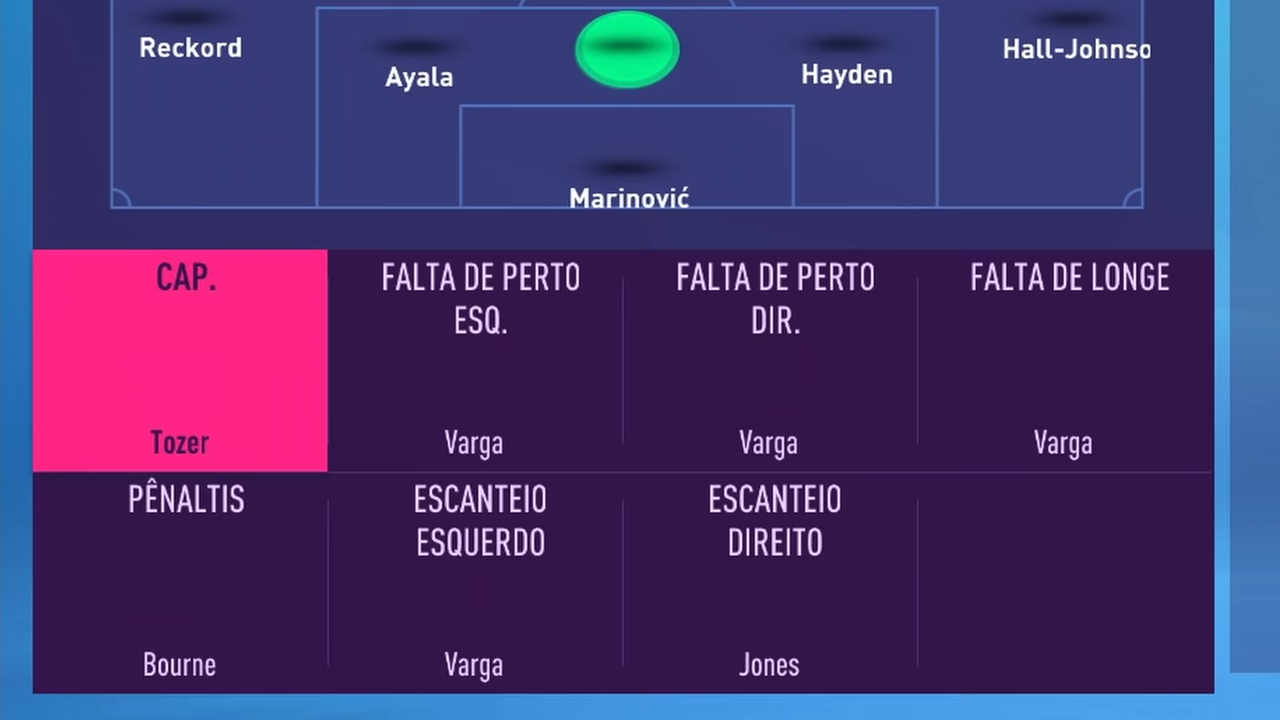 Reckord
Ayala
Hayden
Hall-Johnso
Marinović
CAP.
Tozer
FALTA DE PERTO
ESQ.
Varga
FALTA DE PERTO
DIR.
Varga
FALTA DE LONGE
Varga
PÊNALTIS
Bourne
ESCANTEIO
ESQUERDO
Varga
ESCANTEIO
DIREITO
Jones